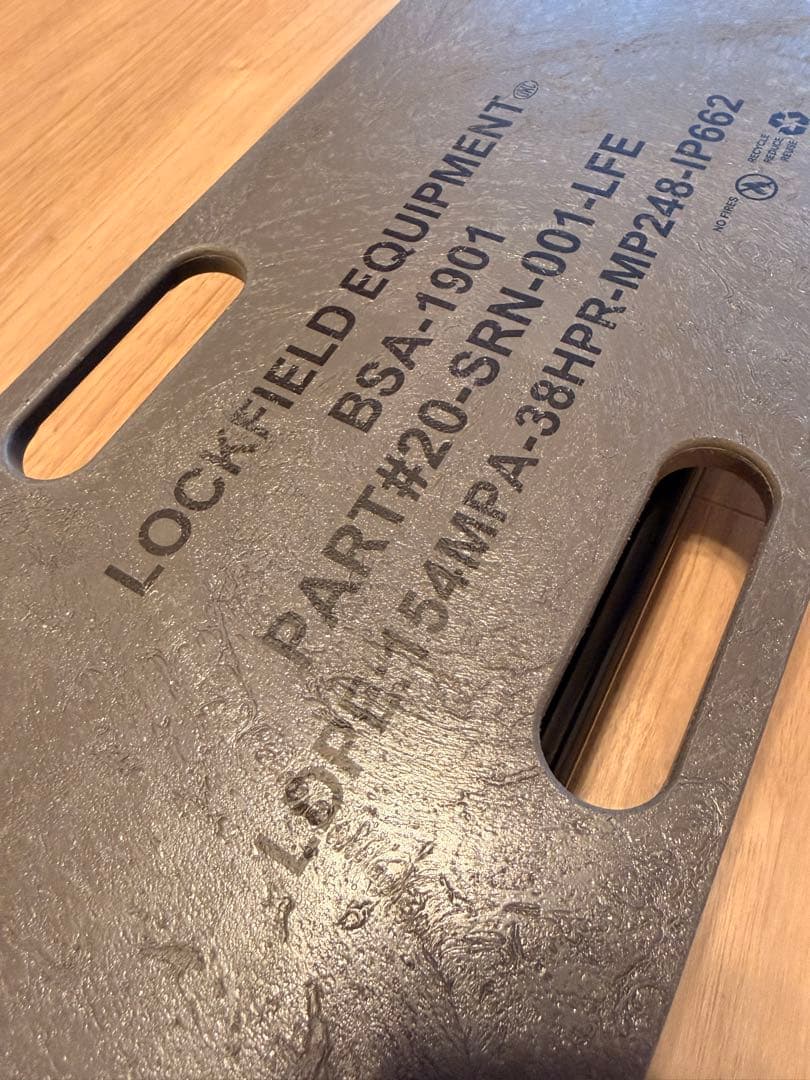 LOCKFIELD EQUIPMENT
BSA-1901
PART#20-SRN-001-LFE
LDPE-154MPA-38HPR-MP248-IP662
NO FIRES
RECYCLE
REDUCE
REUSE